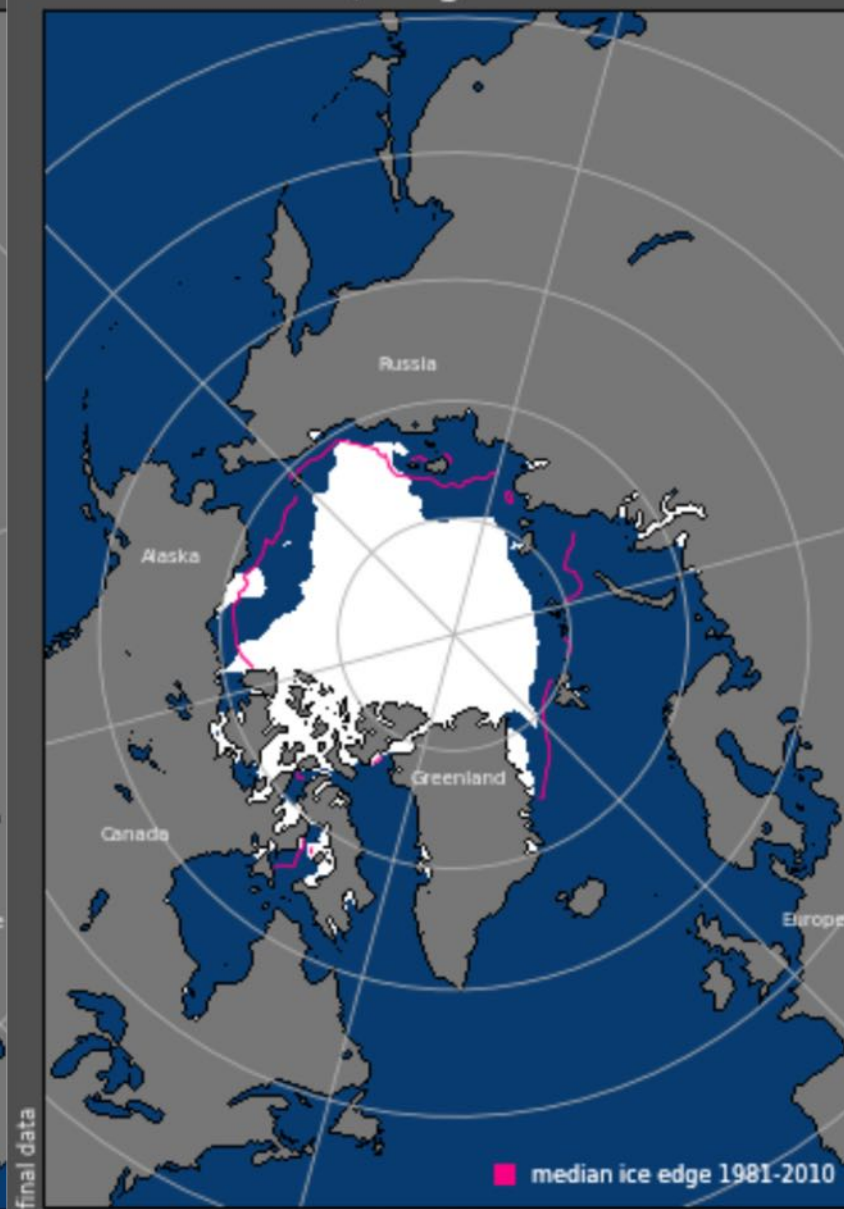 Russia
Alaska
Greenland
Canada
Europe
final data
median ice edge 1981-2010